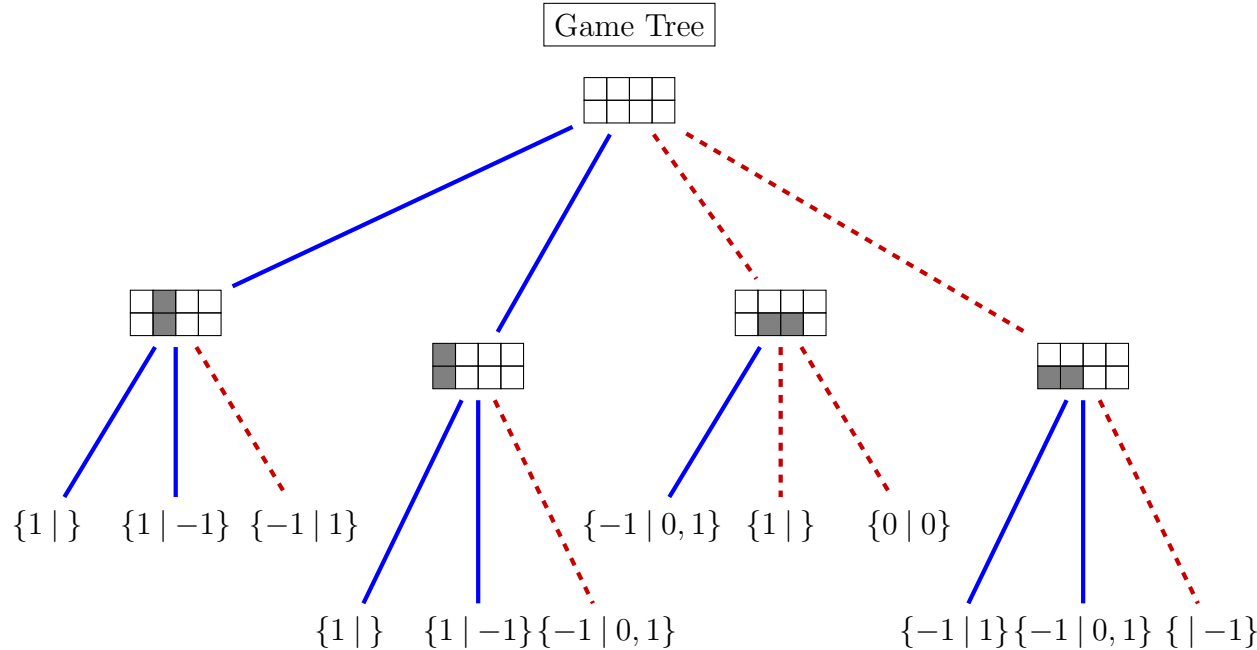 Game Tree
{1 | } {1 | −1} {−1 | 1} {−1 | 0, 1} {1 | } {0 | 0}
{1 | } {1 | −1} {−1 | 0, 1} {−1 | 1} {−1 | 0, 1} { | −1}